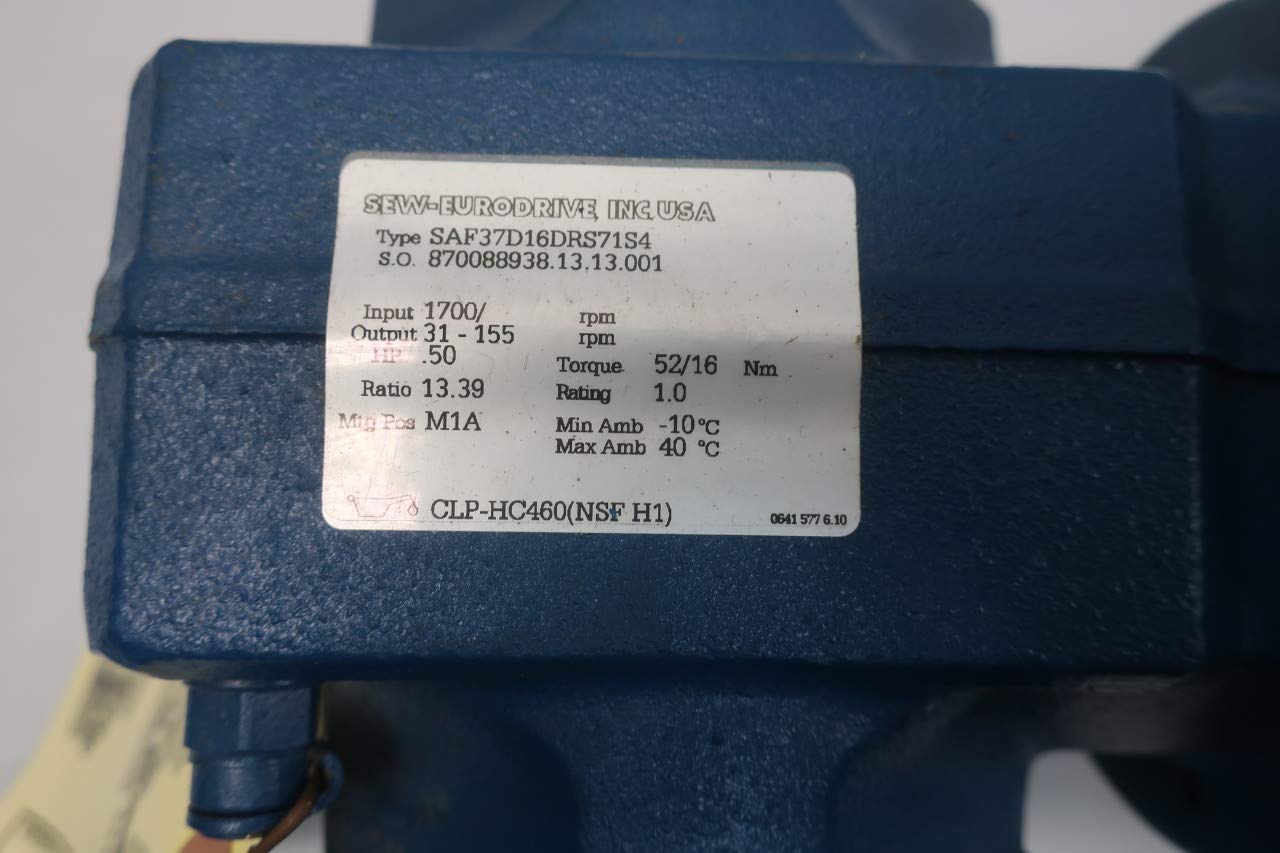 SEW-EURODRIVE, INC. USA
Type SAF37D16DRS71S4
S.O. 870088938.13.13.001
Input 1700/ rpm
Output 31 - 155 rpm
HP .50 Torque 52/16 Nm
Ratio 13.39 Rating 1.0
Mtg Pos M1A Min Amb -10 °C
Max Amb 40 °C
CLP-HC460(NSF H1) 0641 577 6.10